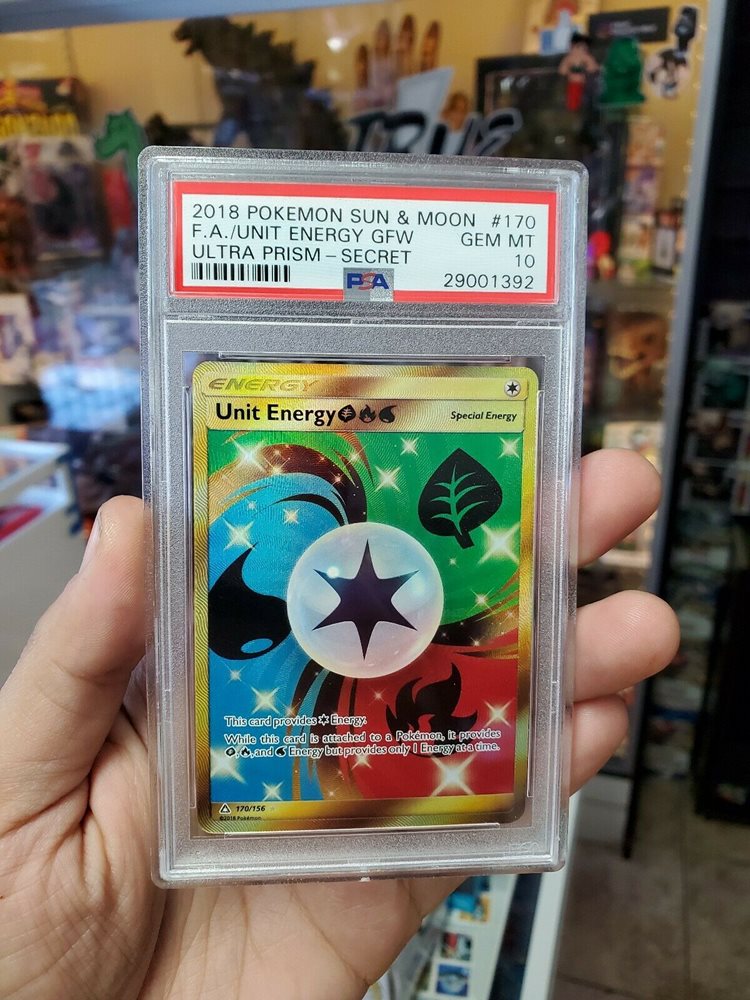 TRUE
2018 POKEMON SUN & MOON #170
F.A./UNIT ENERGY GFW GEM MT
ULTRA PRISM - SECRET 10
PSA 29001392
ENERGY
Unit Energy Special Energy
This card provides Energy.
While this card is attached to a Pokémon, it provides
, , and Energy but provides only 1 Energy at a time.
170/156
©2018 Pokémon